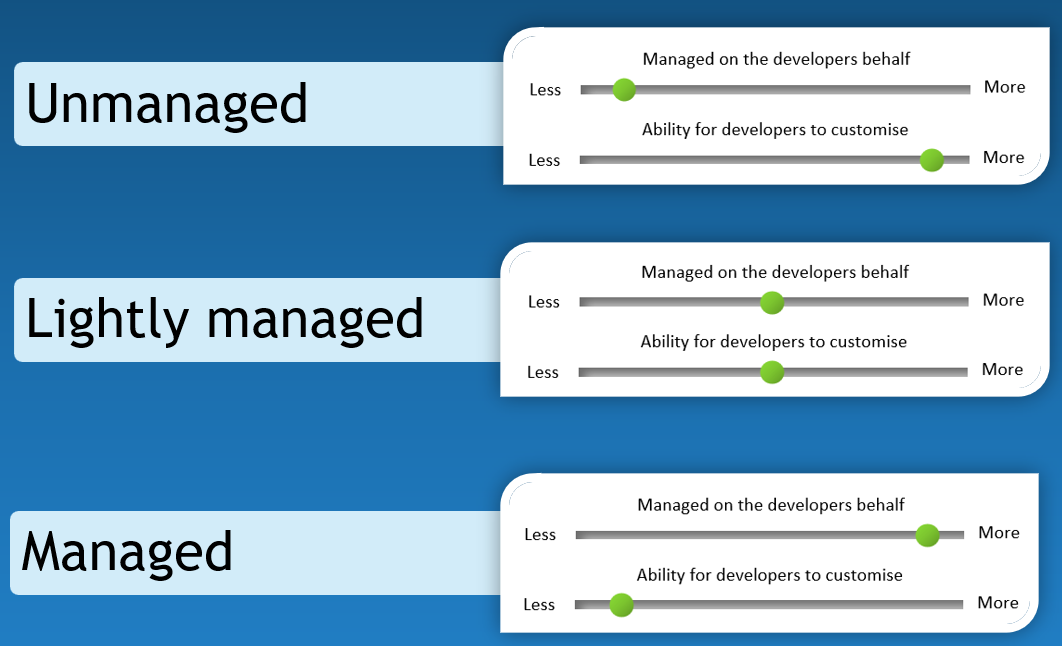 Unmanaged
Managed on the developers behalf
Less More
Ability for developers to customise
Less More
Lightly managed
Managed on the developers behalf
Less More
Ability for developers to customise
Less More
Managed
Managed on the developers behalf
Less More
Ability for developers to customise
Less More